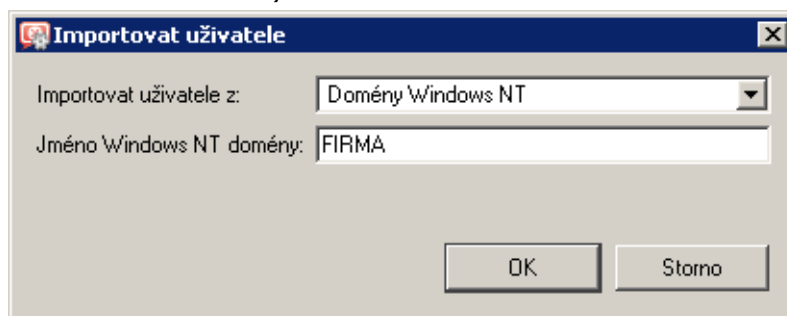 Importovat uživatele
Importovat uživatele z: Domény Windows NT
Jméno Windows NT domény: FIRMA
OK Storno